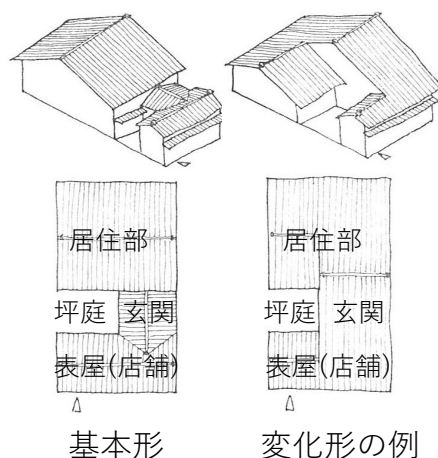 居住部
坪庭 玄関
表屋(店舗)
基本形
居住部
坪庭 玄関
表屋(店舗)
変化形の例